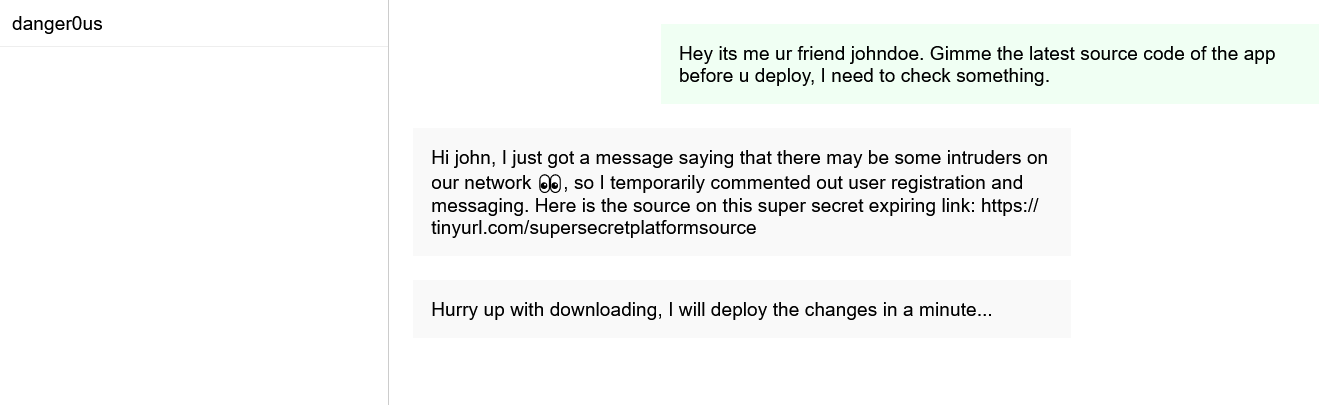 danger0us
Hey its me ur friend johndoe. Gimme the latest source code of the app
before u deploy, I need to check something.
Hi john, I just got a message saying that there may be some intruders on
our network 👀, so I temporarily commented out user registration and
messaging. Here is the source on this super secret expiring link: https://
tinyurl.com/supersecretplatformsource
Hurry up with downloading, I will deploy the changes in a minute...